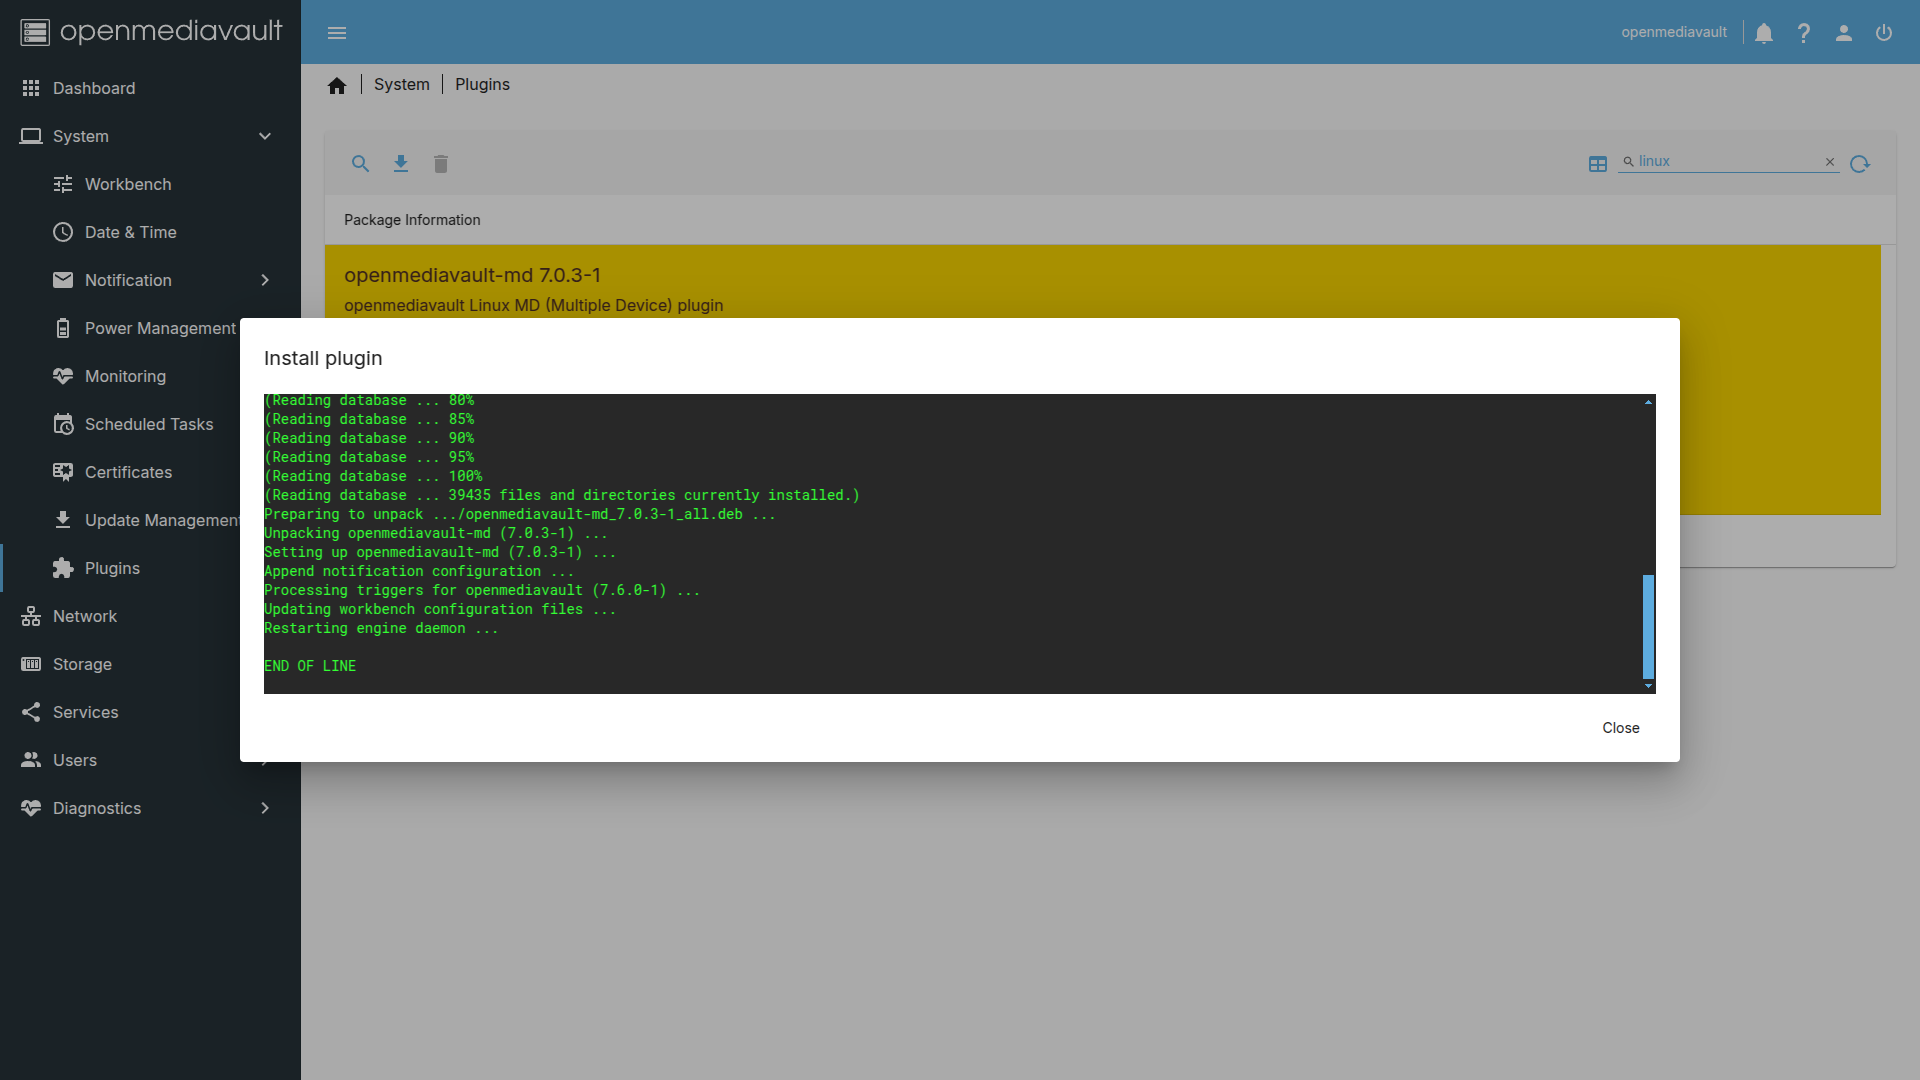 openmediavault
openmediavault
Dashboard
System
Workbench
Date & Time
Notification
Power Management
Monitoring
Scheduled Tasks
Certificates
Update Management
Plugins
Network
Storage
Services
Users
Diagnostics
System | Plugins
linux
Package Information
openmediavault-md 7.0.3-1
openmediavault Linux MD (Multiple Device) plugin
Install plugin
(Reading database ... 80%
(Reading database ... 85%
(Reading database ... 90%
(Reading database ... 95%
(Reading database ... 100%
(Reading database ... 39435 files and directories currently installed.)
Preparing to unpack .../openmediavault-md_7.0.3-1_all.deb ...
Unpacking openmediavault-md (7.0.3-1) ...
Setting up openmediavault-md (7.0.3-1) ...
Append notification configuration ...
Processing triggers for openmediavault (7.6.0-1) ...
Updating workbench configuration files ...
Restarting engine daemon ...
END OF LINE
Close